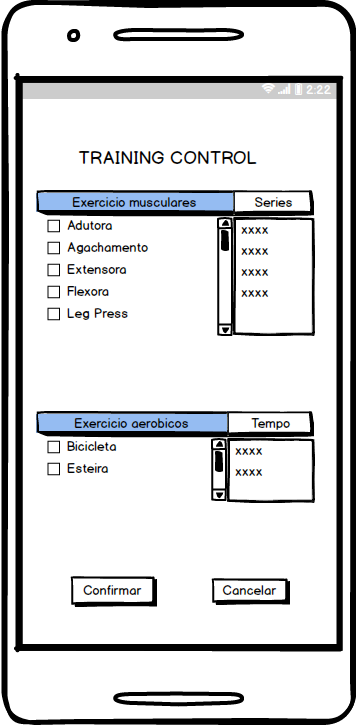 2:22
TRAINING CONTROL
Exercicio musculares Series
Adutora xxxx
Agachamento xxxx
Extensora xxxx
Flexora xxxx
Leg Press
Exercicio aerobicos Tempo
Bicicleta xxxx
Esteira xxxx
Confirmar Cancelar